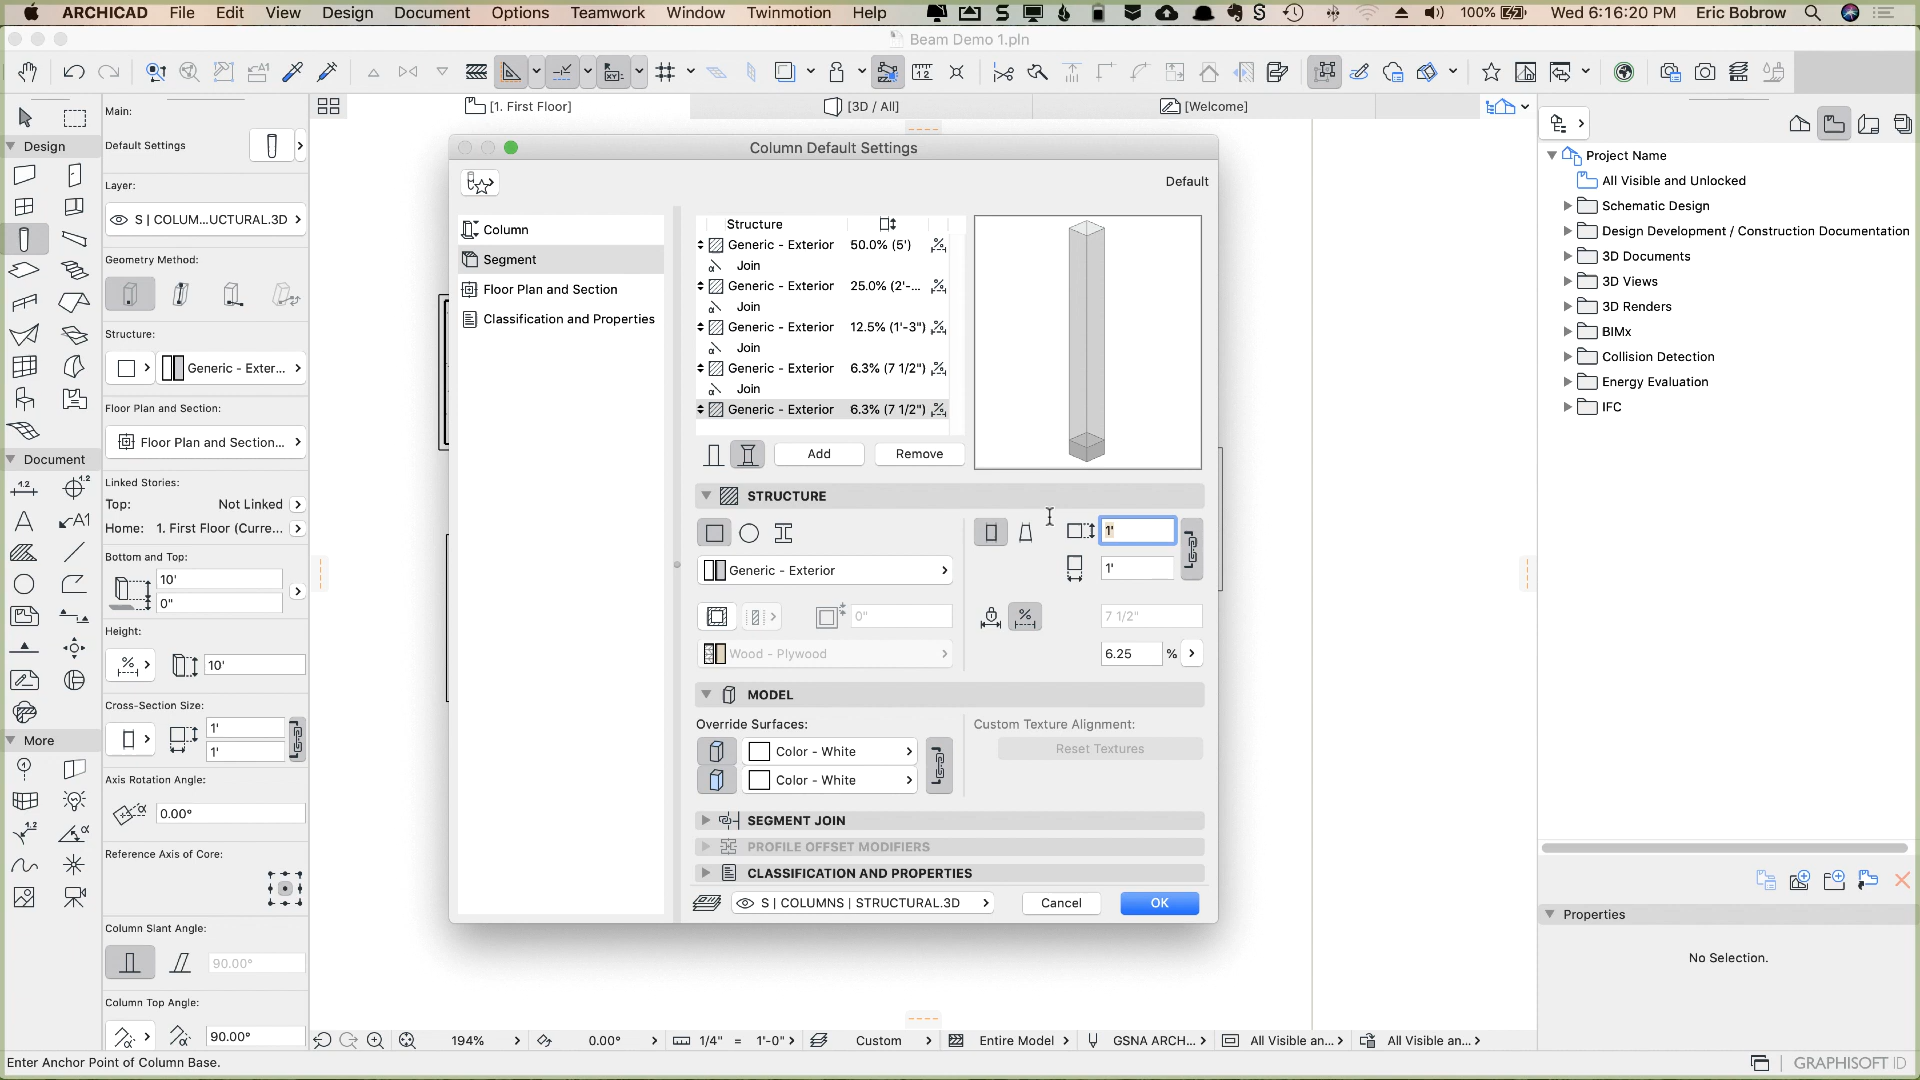 ARCHICAD File Edit View Design Document Options Teamwork Window Twinmotion Help 100% Wed 6:16:20 PM Eric Bobrow
Beam Demo 1.pln
Main:
[1. First Floor] [3D / All] [Welcome]
Default Settings
Layer:
S | COLUM...UCTURAL.3D
Geometry Method:
Structure:
Generic - Exter...
Floor Plan and Section:
Floor Plan and Section...
Linked Stories:
Top: Not Linked
Home: 1. First Floor (Curre...
Bottom and Top:
10'
0"
Height:
10'
Cross-Section Size:
1'
1'
Axis Rotation Angle:
0.00°
Reference Axis of Core:
Column Slant Angle:
90.00°
Column Top Angle:
90.00°
Design
Document
More
Column Default Settings
Default
Column
Segment
Floor Plan and Section
Classification and Properties
Structure
Generic - Exterior 50.0% (5')
Join
Generic - Exterior 25.0% (2'-...
Join
Generic - Exterior 12.5% (1'-3")
Join
Generic - Exterior 6.3% (7 1/2")
Join
Generic - Exterior 6.3% (7 1/2")
Add Remove
STRUCTURE
1'
Generic - Exterior
1'
0"
7 1/2"
Wood - Plywood
6.25 %
MODEL
Override Surfaces:
Custom Texture Alignment:
Color - White
Reset Textures
Color - White
SEGMENT JOIN
PROFILE OFFSET MODIFIERS
CLASSIFICATION AND PROPERTIES
S | COLUMNS | STRUCTURAL.3D
Cancel OK
Project Name
All Visible and Unlocked
Schematic Design
Design Development / Construction Documentation
3D Documents
3D Views
3D Renders
BIMx
Collision Detection
Energy Evaluation
IFC
Properties
No Selection.
194% 0.00° 1/4" = 1'-0" Custom Entire Model GSNA ARCH... All Visible an... All Visible an...
Enter Anchor Point of Column Base.
GRAPHISOFT ID